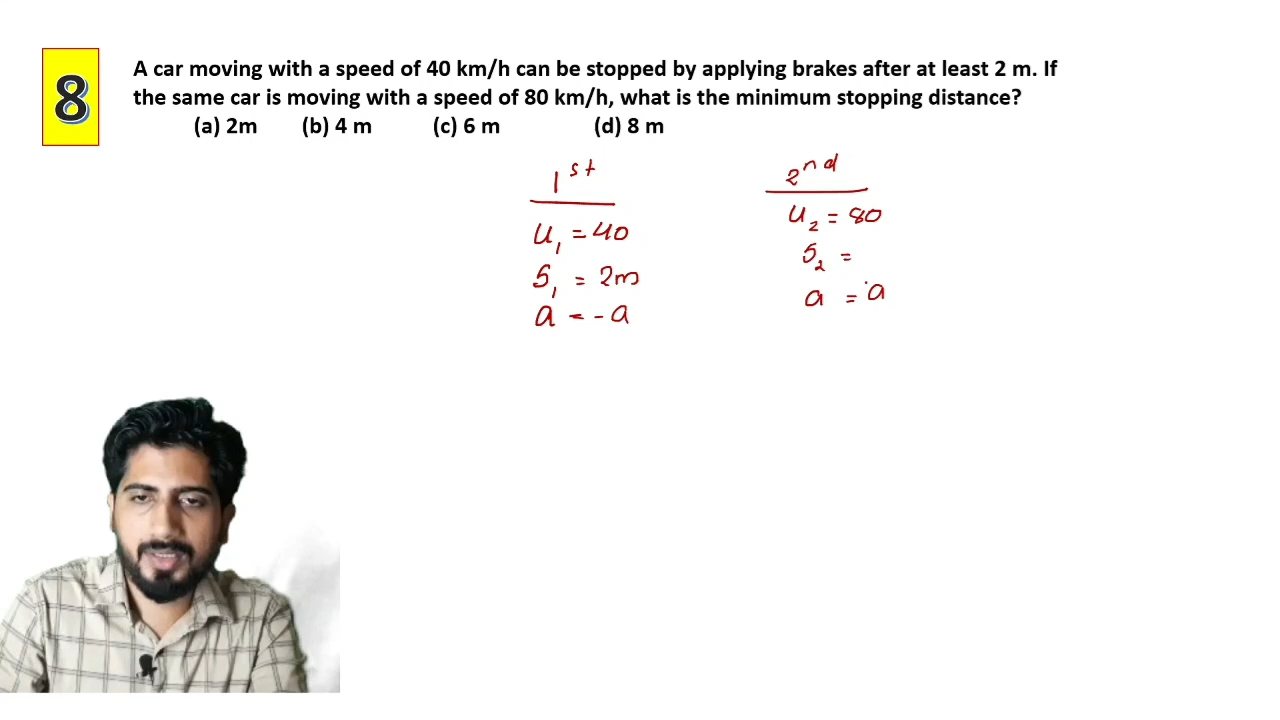 8
A car moving with a speed of 40 km/h can be stopped by applying brakes after at least 2 m. If
the same car is moving with a speed of 80 km/h, what is the minimum stopping distance?
(a) 2m (b) 4 m (c) 6 m (d) 8 m
1st
u₁ = 40
S₁ = 2m
a = -a
2nd
u₂ = 80
S₂ =
a = a